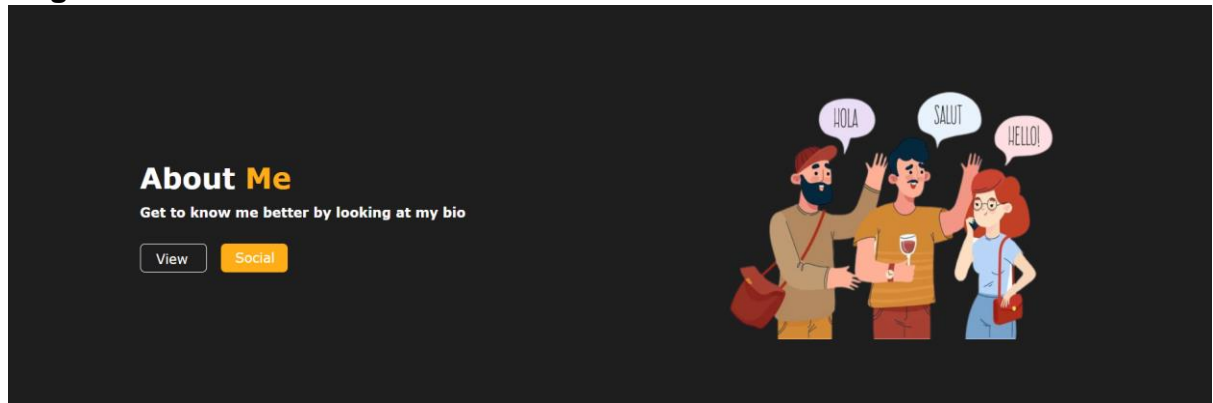 About Me
Get to know me better by looking at my bio
View
Social
HOLA
SALUT
HELLO!